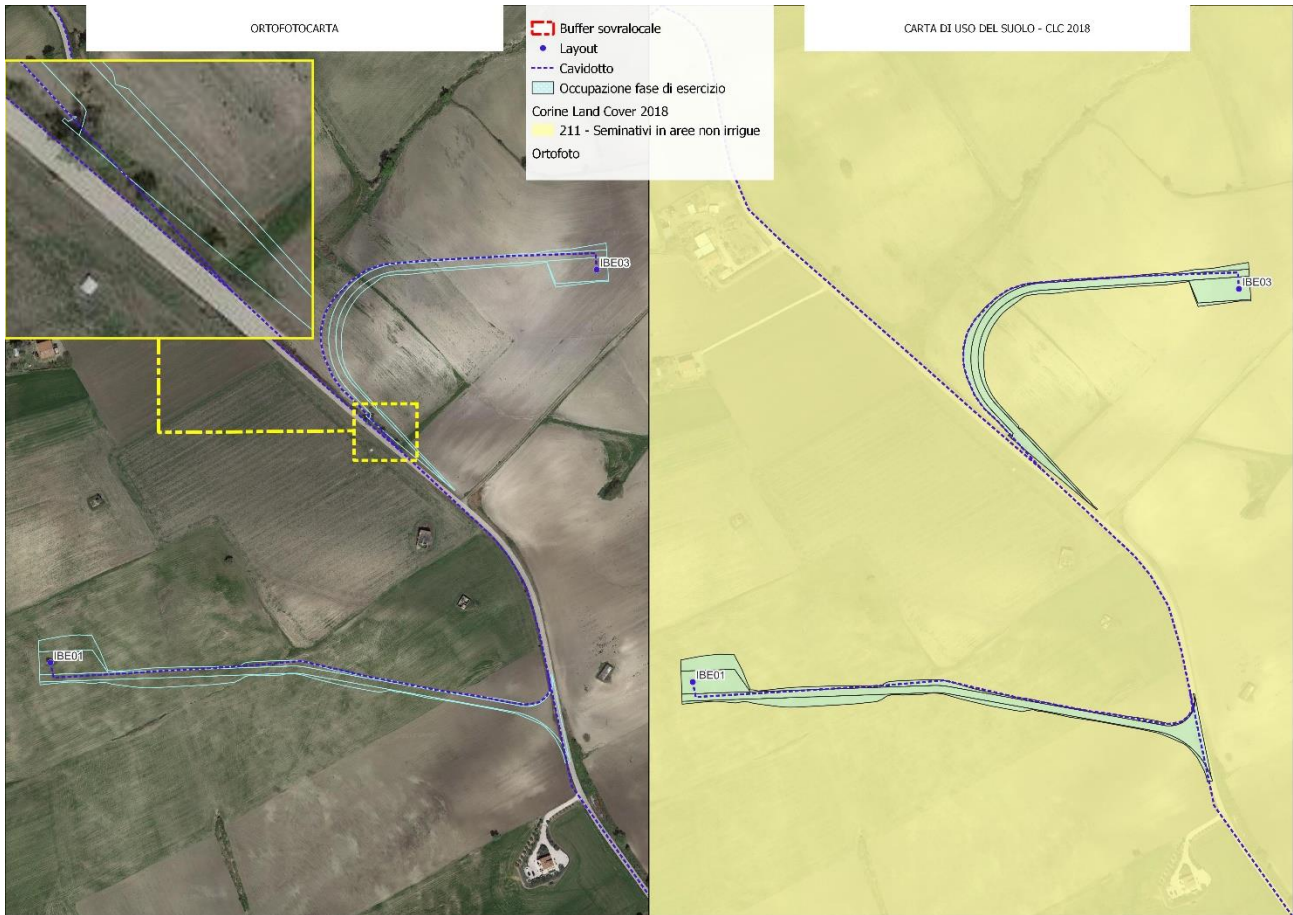 ORTOFOTOCARTA
Buffer sovralocale
Layout
Cavidotto
Occupazione fase di esercizio
Corine Land Cover 2018
211 - Seminativi in aree non irrigue
Ortofoto
CARTA DI USO DEL SUOLO - CLC 2018
IBE03
IBE01
IBE03
IBE01